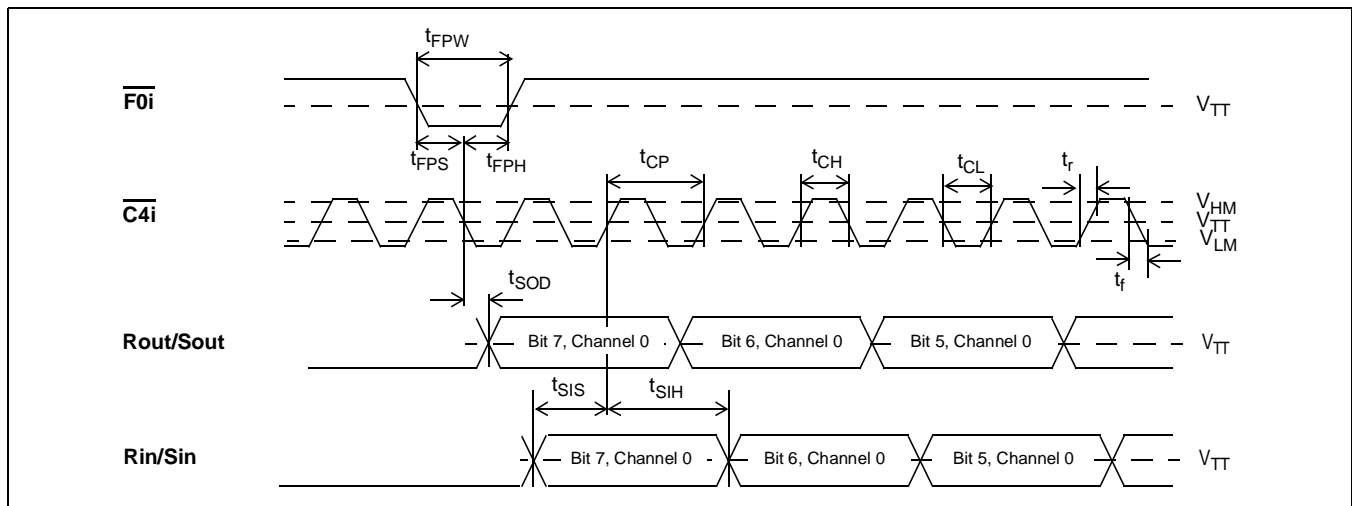 tFPW
F0i
VTT
tFPS
tFPH
tCP
tCH
tCL
tr
C4i
VHM
VTT
VLM
tf
tSOD
Rout/Sout
Bit 7, Channel 0
Bit 6, Channel 0
Bit 5, Channel 0
VTT
tSIS
tSIH
Rin/Sin
Bit 7, Channel 0
Bit 6, Channel 0
Bit 5, Channel 0
VTT